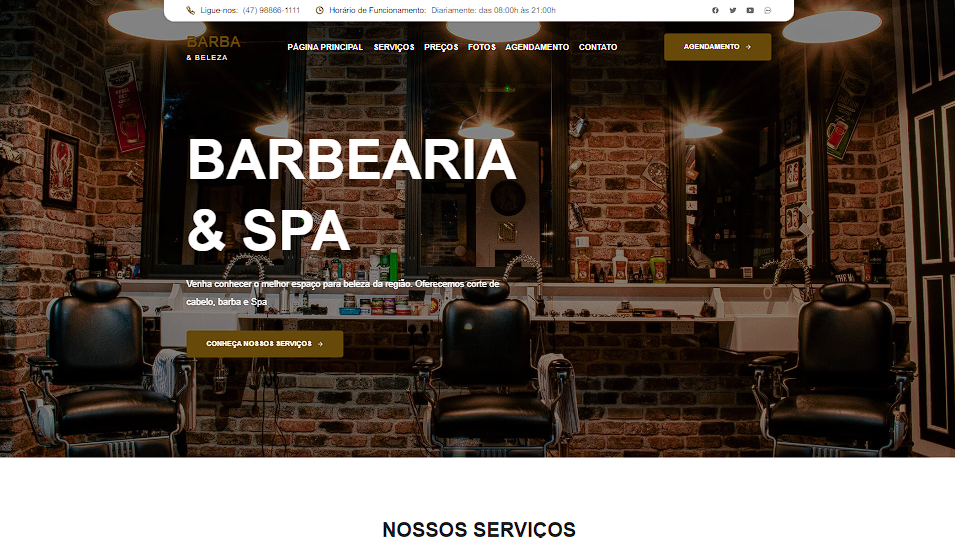 Ligue-nos: (47) 98866-1111 Horário de Funcionamento: Diariamente: das 08:00h às 21:00h
BARBA
& BELEZA
PÁGINA PRINCIPAL SERVIÇOS PREÇOS FOTOS AGENDAMENTO CONTATO
AGENDAMENTO →
BARBEARIA
& SPA
Venha conhecer o melhor espaço para beleza da região. Oferecemos corte de
cabelo, barba e Spa
CONHEÇA NOSSOS SERVIÇOS →
NOSSOS SERVIÇOS